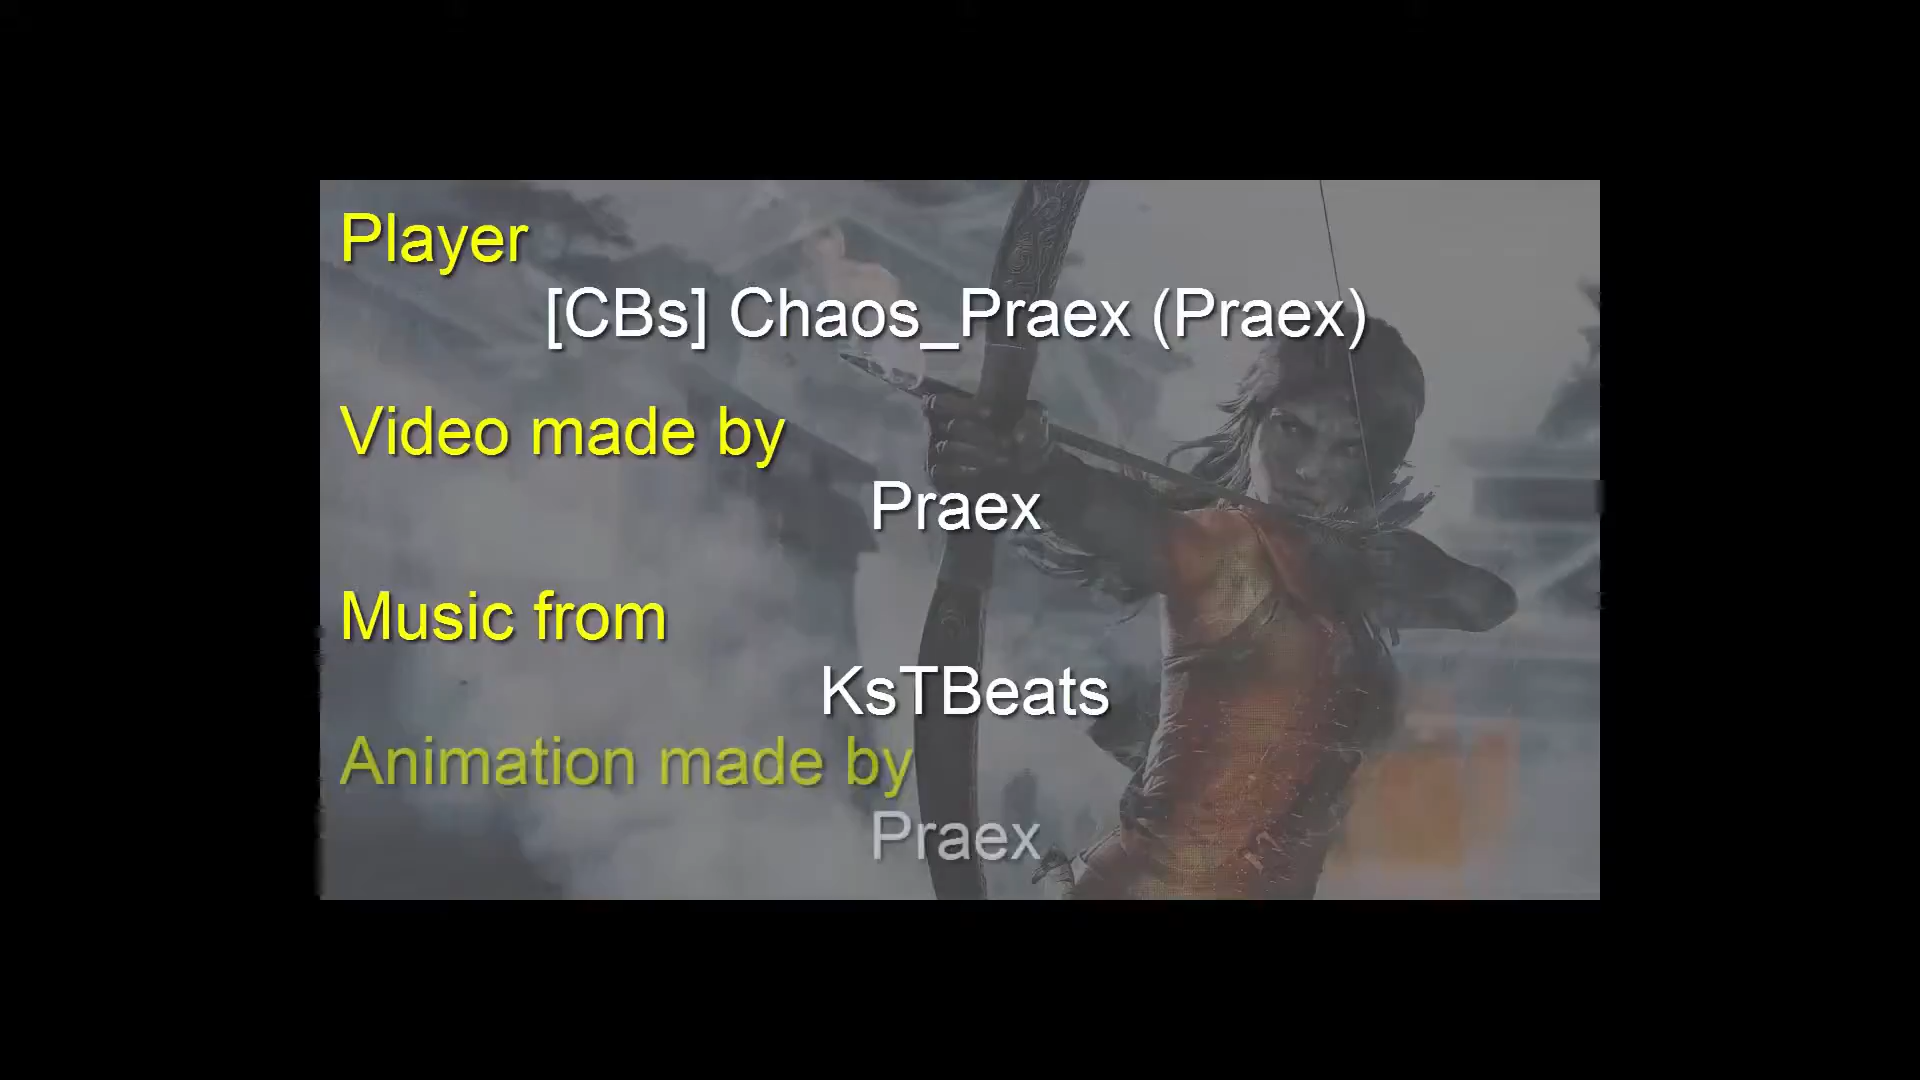 Player
[CBs] Chaos_Praex (Praex)
Video made by
Praex
Music from
KsTBeats
Animation made by
Praex